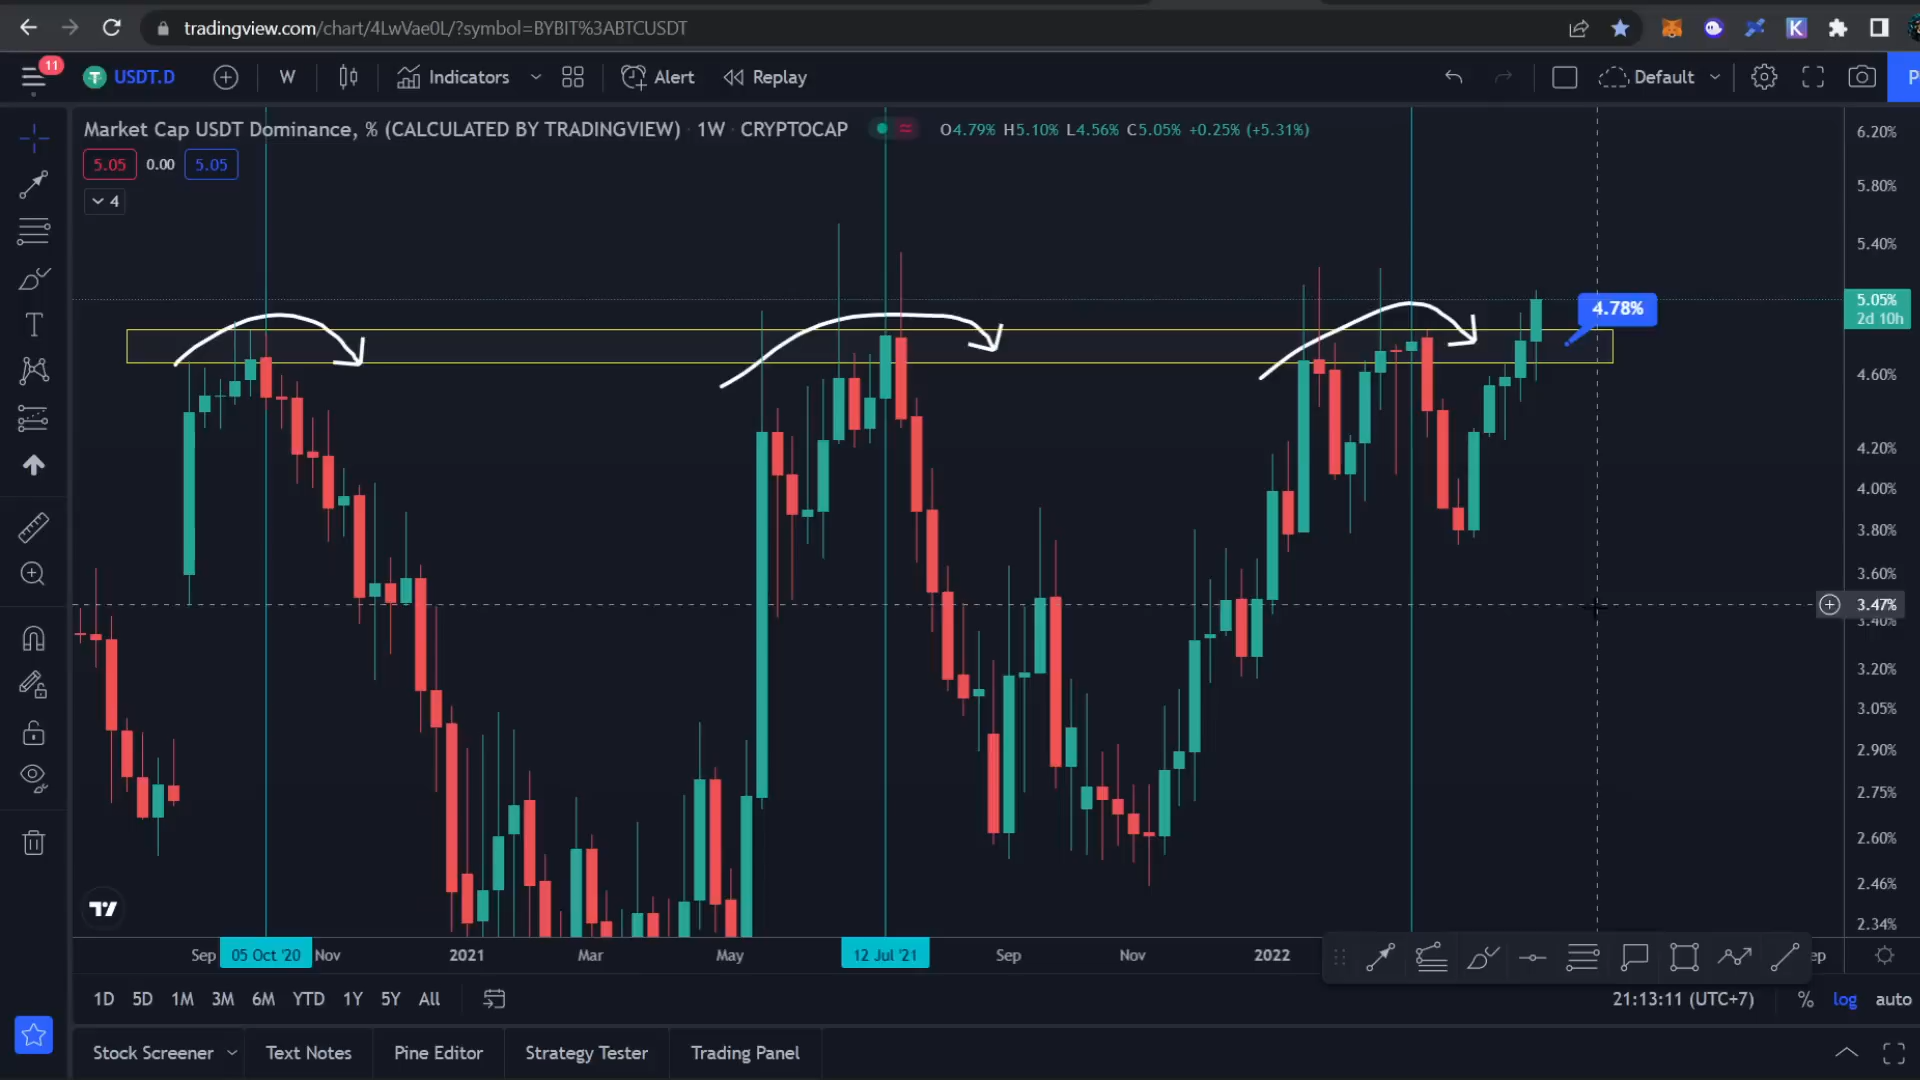 tradingview.com/chart/4LwVae0L/?symbol=BYBIT%3ABTCUSDT
K
11
USDT.D
W
Indicators
Alert
Replay
Default
Market Cap USDT Dominance, % (CALCULATED BY TRADINGVIEW) · 1W · CRYPTOCAP
O4.79% H5.10% L4.56% C5.05% +0.25% (+5.31%)
5.05 0.00 5.05
4
6.20%
5.80%
5.40%
5.05%
2d 10h
4.78%
4.60%
4.20%
4.00%
3.80%
3.60%
3.47%
3.40%
3.20%
3.05%
2.90%
2.75%
2.60%
2.46%
2.34%
Sep 05 Oct '20 Nov 2021 Mar May 12 Jul '21 Sep Nov 2022
1D 5D 1M 3M 6M YTD 1Y 5Y All
21:13:11 (UTC+7) % log auto
Stock Screener Text Notes Pine Editor Strategy Tester Trading Panel